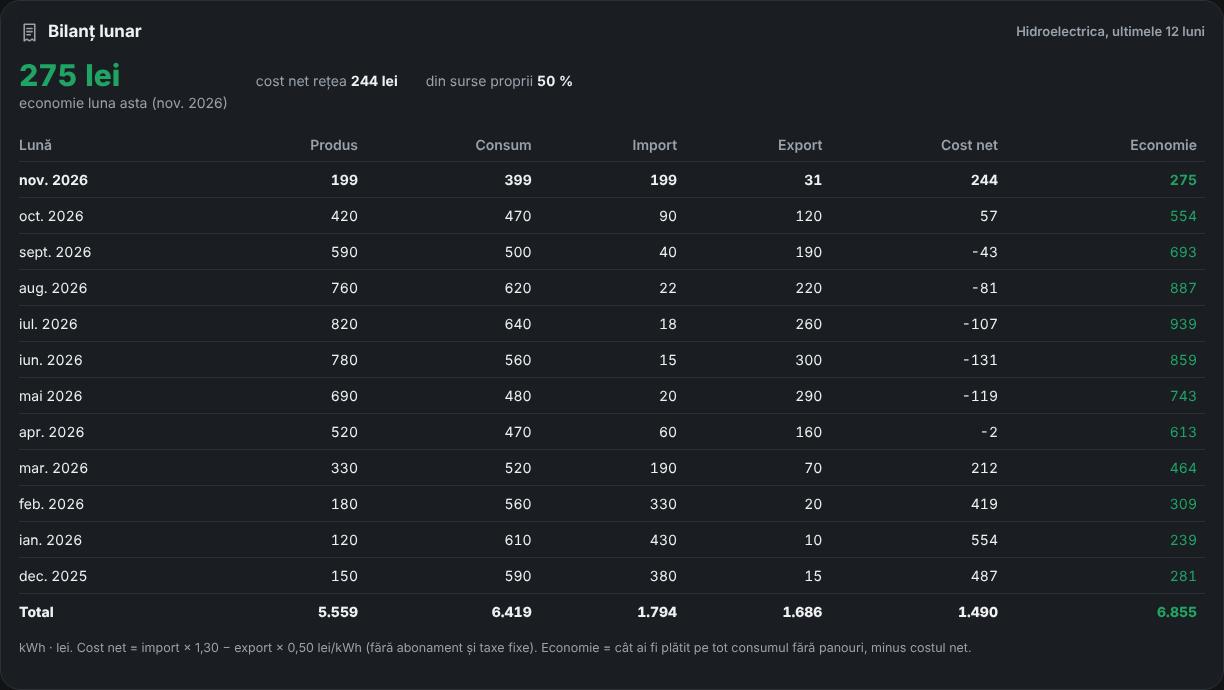 Bilanț lunar
Hidroelectrica, ultimele 12 luni
275 lei
cost net rețea 244 lei din surse proprii 50 %
economie luna asta (nov. 2026)
Lună Produs Consum Import Export Cost net Economie
nov. 2026 199 399 199 31 244 275
oct. 2026 420 470 90 120 57 554
sept. 2026 590 500 40 190 -43 693
aug. 2026 760 620 22 220 -81 887
iul. 2026 820 640 18 260 -107 939
iun. 2026 780 560 15 300 -131 859
mai 2026 690 480 20 290 -119 743
apr. 2026 520 470 60 160 -2 613
mar. 2026 330 520 190 70 212 464
feb. 2026 180 560 330 20 419 309
ian. 2026 120 610 430 10 554 239
dec. 2025 150 590 380 15 487 281
Total 5.559 6.419 1.794 1.686 1.490 6.855
kWh · lei. Cost net = import × 1,30 − export × 0,50 lei/kWh (fără abonament și taxe fixe). Economie = cât ai fi plătit pe tot consumul fără panouri, minus costul net.